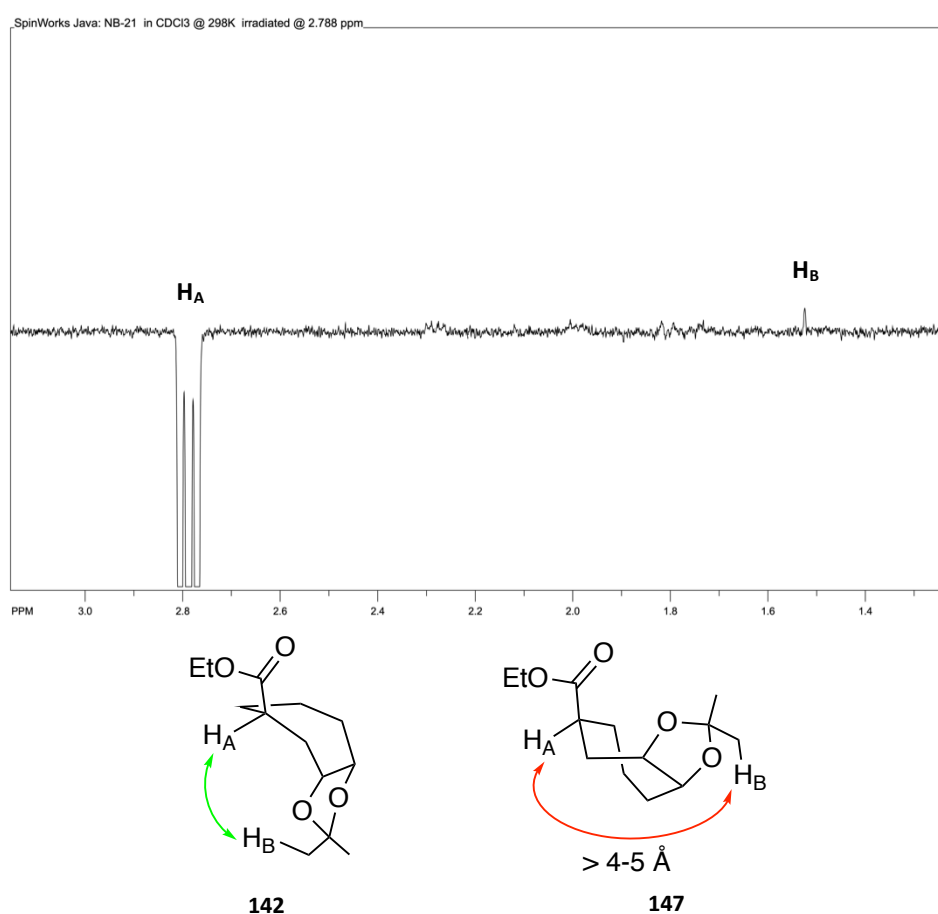 SpinWorks Java: NB-21 in CDCl3 @ 298K irradiated @ 2.788 ppm
HB
HA
PPM 3.0 2.8 2.6 2.4 2.2 2.0 1.8 1.6 1.4
O
EtO
HA
O
O
HB
142
O
EtO
HA
O
O
HB
> 4-5 Å
147